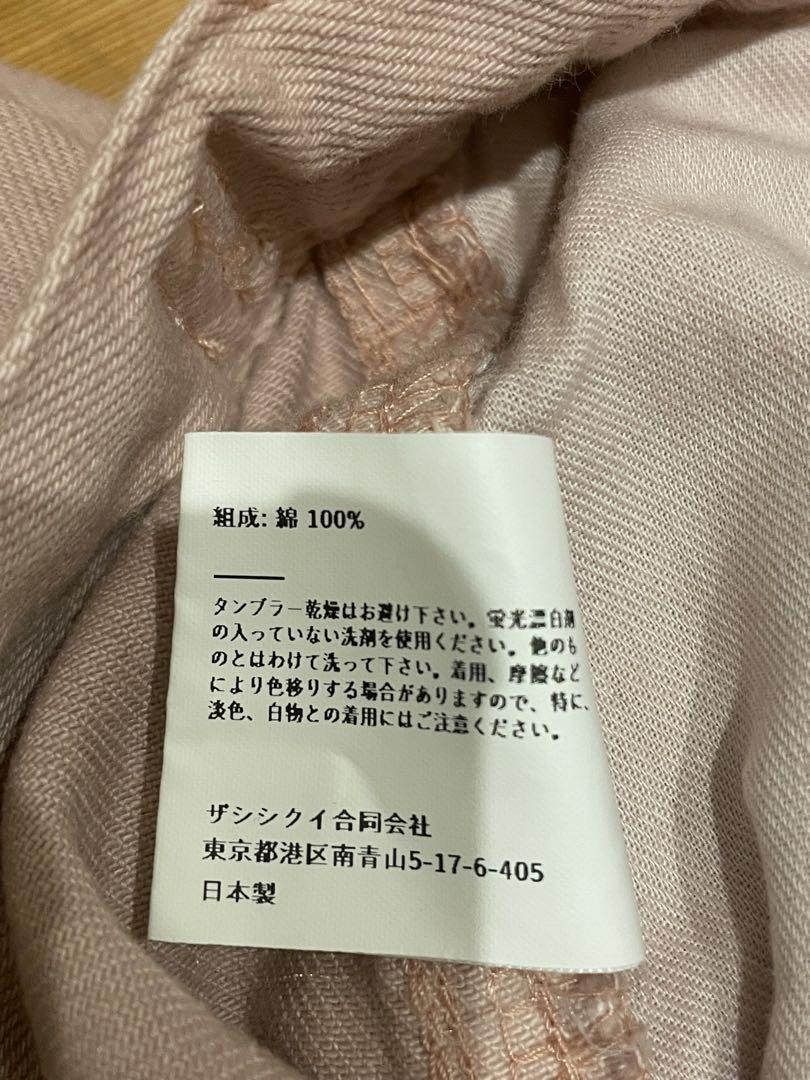 組成: 綿 100%
タンブラー乾燥はお避け下さい。蛍光漂白剤
の入っていない洗剤を使用ください。他のも
のとはわけて洗って下さい。着用、摩擦など
により色移りする場合がありますので、特に、
淡色、白物との着用にはご注意ください。
ザシシクイ合同会社
東京都港区南青山5-17-6-405
日本製